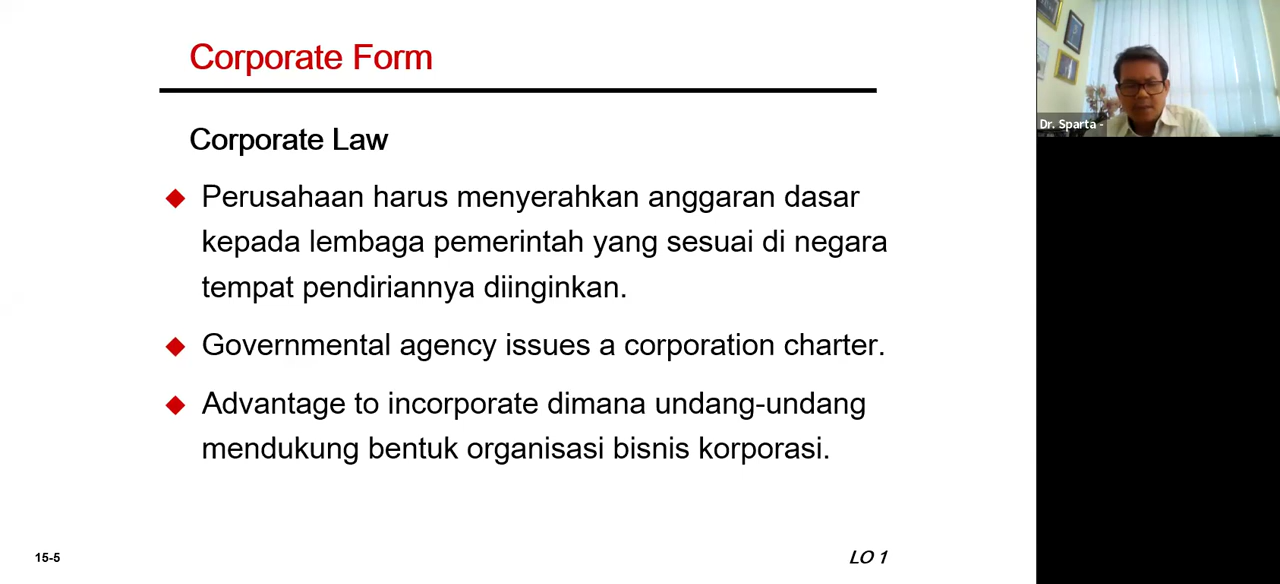 Corporate Form
Corporate Law
Perusahaan harus menyerahkan anggaran dasar
kepada lembaga pemerintah yang sesuai di negara
tempat pendiriannya diinginkan.
Governmental agency issues a corporation charter.
Advantage to incorporate dimana undang-undang
mendukung bentuk organisasi bisnis korporasi.
15-5
LO 1
Dr. Sparta -